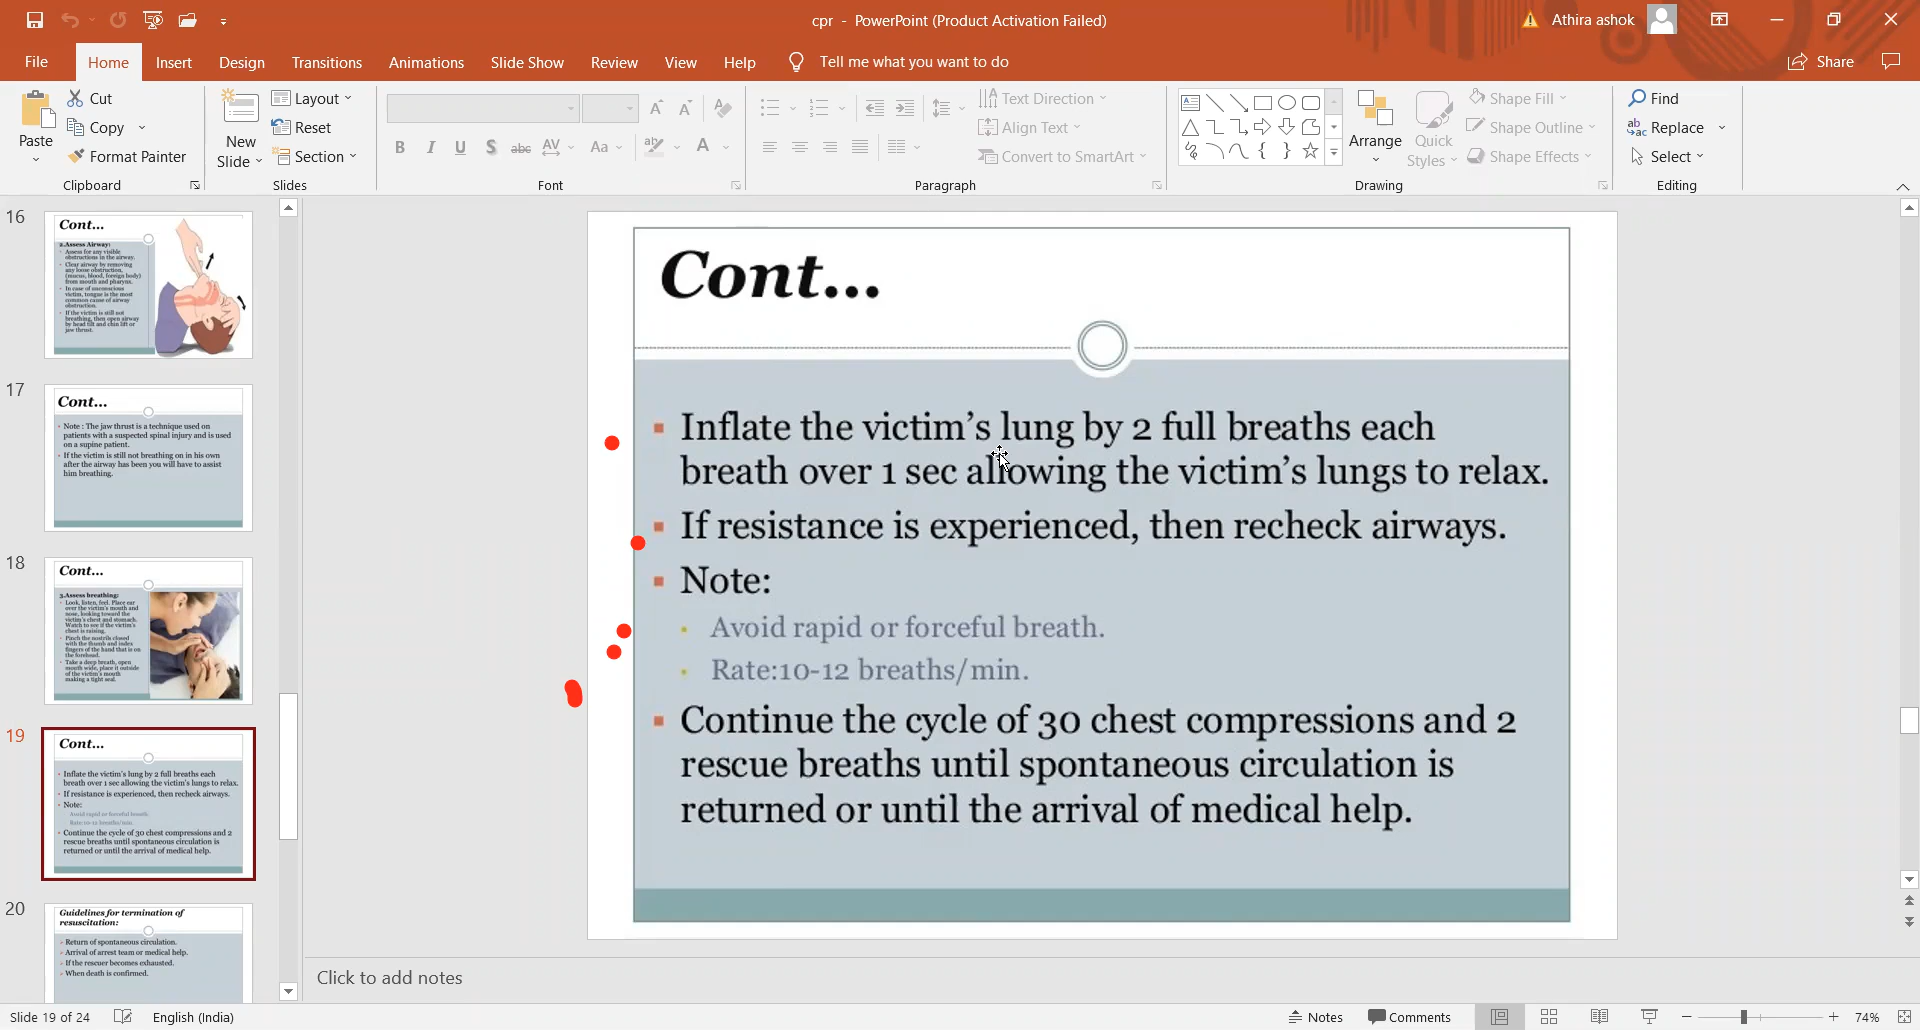 cpr - PowerPoint (Product Activation Failed)
Athira ashok
File Home Insert Design Transitions Animations Slide Show Review View Help Tell me what you want to do
Share
Paste
Cut
Copy
Format Painter
Clipboard
New
Slide
Layout
Reset
Section
Slides
B I U S abc AV Aa A
Font
Text Direction
Align Text
Convert to SmartArt
Paragraph
Arrange
Quick
Styles
Shape Fill
Shape Outline
Shape Effects
Drawing
Find
Replace
Select
Editing
16
Cont...
2.Assess Airway:
Assess for any visible
obstructions in the airway.
Clear airway by removing
any loose obstruction,
(mucus, blood, foreign body)
from mouth and pharynx.
In case of unconscious
victim, tongue is the most
common cause of airway
obstruction.
If the victim is still not
breathing, then open airway
by head tilt and chin lift or
jaw thrust.
17
Cont...
Note : The jaw thrust is a technique used on
patients with a suspected spinal injury and is used
on a supine patient.
If the victim is still not breathing on his own
after the airway has been you will have to assist
him breathing.
18
Cont...
3.Assess breathing:
Look, listen, feel. Place ear
over the victim's mouth and
nose, looking toward the
victim's chest and stomach.
Watch to see if the victim's
chest is raising.
Pinch the nostrils closed
with the thumb and index
fingers of the hand that is on
the forehead.
Take a deep breath, open
mouth wide, place it outside
of the victim's mouth
making a tight seal.
19
Cont...
Inflate the victim's lung by 2 full breaths each
breath over 1 sec allowing the victim's lungs to relax.
If resistance is experienced, then recheck airways.
Note:
Avoid rapid or forceful breath.
Rate:10-12 breaths/min.
Continue the cycle of 30 chest compressions and 2
rescue breaths until spontaneous circulation is
returned or until the arrival of medical help.
20
Guidelines for termination of
resuscitation:
Return of spontaneous circulation.
Arrival of arrest team or medical help.
If the rescuer becomes exhausted.
When death is confirmed.
Cont...
Inflate the victim's lung by 2 full breaths each
breath over 1 sec allowing the victim's lungs to relax.
If resistance is experienced, then recheck airways.
Note:
Avoid rapid or forceful breath.
Rate:10-12 breaths/min.
Continue the cycle of 30 chest compressions and 2
rescue breaths until spontaneous circulation is
returned or until the arrival of medical help.
Click to add notes
Slide 19 of 24 English (India) Notes Comments 74%